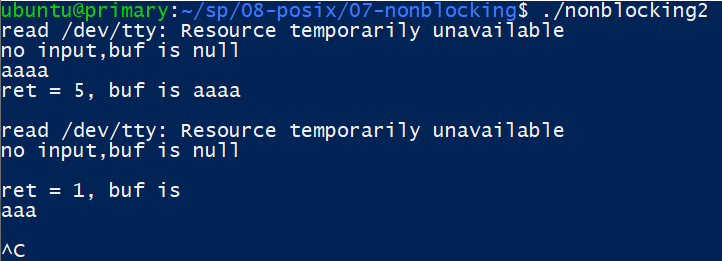 ubuntu@primary:~/sp/08-posix/07-nonblocking$ ./nonblocking2
read /dev/tty: Resource temporarily unavailable
no input,buf is null
aaaa
ret = 5, buf is aaaa
read /dev/tty: Resource temporarily unavailable
no input,buf is null
ret = 1, buf is
aaa
^C